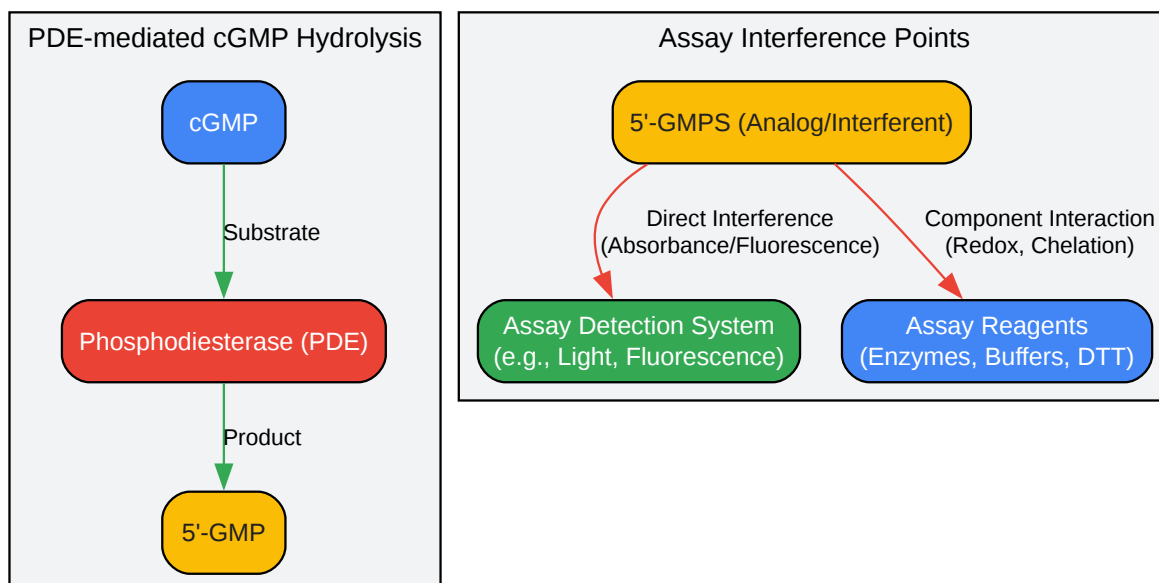 PDE-mediated cGMP Hydrolysis
cGMP
Substrate
Phosphodiesterase (PDE)
Product
5'-GMP
Assay Interference Points
5'-GMPS (Analog/Interferent)
Direct Interference
(Absorbance/Fluorescence)
Component Interaction
(Redox, Chelation)
Assay Detection System
(e.g., Light, Fluorescence)
Assay Reagents
(Enzymes, Buffers, DTT)